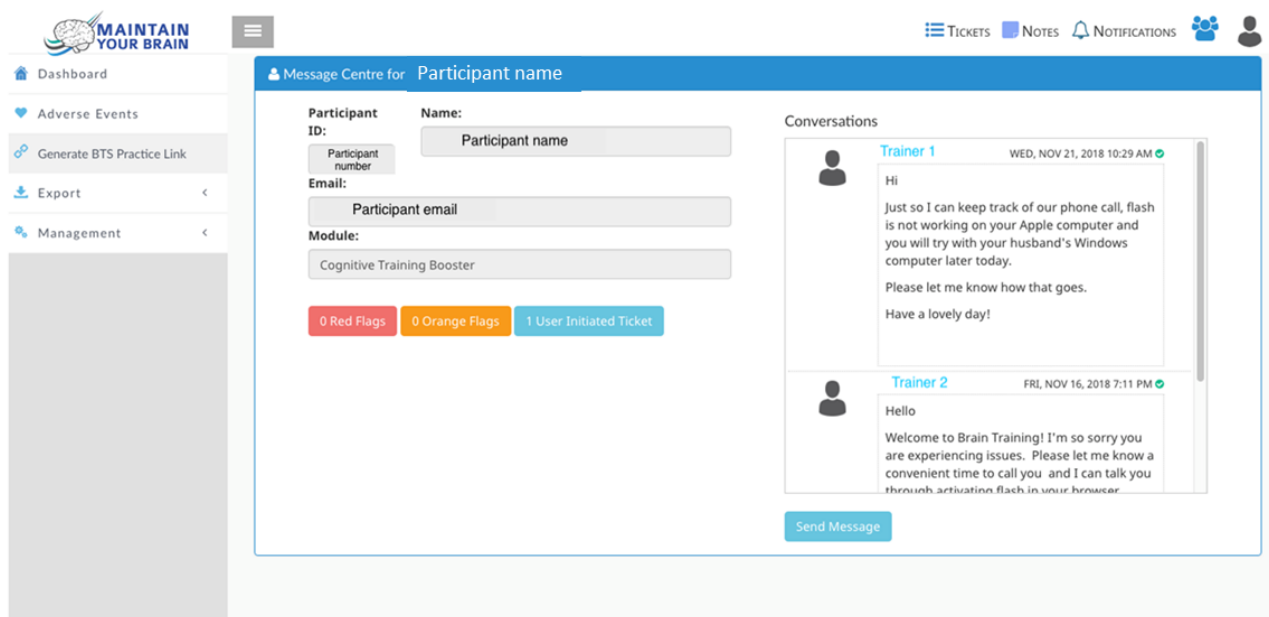 MAINTAIN
YOUR BRAIN
Tickets
Notes
Notifications
Dashboard
Adverse Events
Generate BTS Practice Link
Export
Management
Message Centre for Participant name
Participant
ID:
Participant
number
Name:
Participant name
Email:
Participant email
Module:
Cognitive Training Booster
0 Red Flags
0 Orange Flags
1 User Initiated Ticket
Conversations
Trainer 1 WED, NOV 21, 2018 10:29 AM
Hi
Just so I can keep track of our phone call, flash
is not working on your Apple computer and
you will try with your husband's Windows
computer later today.
Please let me know how that goes.
Have a lovely day!
Trainer 2 FRI, NOV 16, 2018 7:11 PM
Hello
Welcome to Brain Training! I'm so sorry you
are experiencing issues. Please let me know a
convenient time to call you and I can talk you
through activating flash in your browser
Send Message